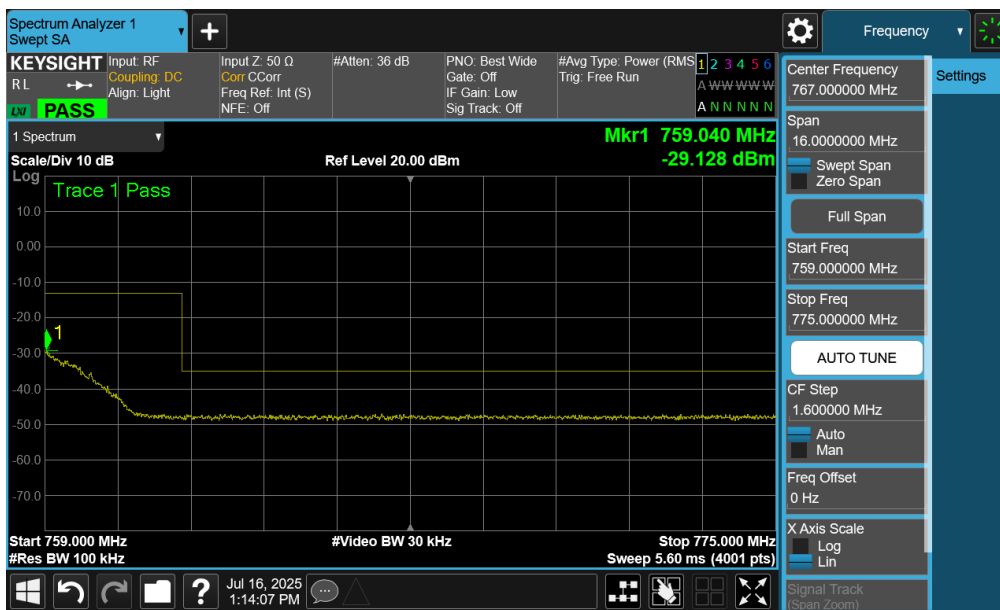 Spectrum Analyzer 1
Swept SA
+
Frequency
KEYSIGHT
RL
LXI PASS
Input: RF
Coupling: DC
Align: Light
Input Z: 50 Ω
Corr CCorr
Freq Ref: Int (S)
NFE: Off
#Atten: 36 dB
PNO: Best Wide
Gate: Off
IF Gain: Low
Sig Track: Off
#Avg Type: Power (RMS
Trig: Free Run
1 2 3 4 5 6
A W W W W W
A N N N N N
1 Spectrum
Mkr1 759.040 MHz
Scale/Div 10 dB
Ref Level 20.00 dBm
-29.128 dBm
Log
Trace 1 Pass
10.0
0.00
-10.0
-20.0
1
-30.0
-40.0
-50.0
-60.0
-70.0
Start 759.000 MHz
#Video BW 30 kHz
Stop 775.000 MHz
#Res BW 100 kHz
Sweep 5.60 ms (4001 pts)
?
Jul 16, 2025
1:14:07 PM
Center Frequency
767.000000 MHz
Settings
Span
16.0000000 MHz
Swept Span
Zero Span
Full Span
Start Freq
759.000000 MHz
Stop Freq
775.000000 MHz
AUTO TUNE
CF Step
1.600000 MHz
Auto
Man
Freq Offset
0 Hz
X Axis Scale
Log
Lin
Signal Track
(Span Zoom)